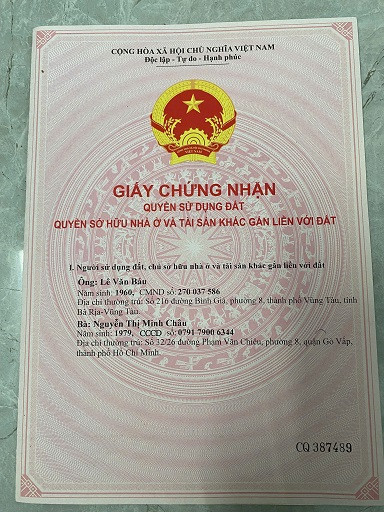 CỘNG HÒA XÃ HỘI CHỦ NGHĨA VIỆT NAM
Độc lập - Tự do - Hạnh phúc
VIỆT NAM
GIẤY CHỨNG NHẬN
QUYỀN SỬ DỤNG ĐẤT
QUYỀN SỞ HỮU NHÀ Ở VÀ TÀI SẢN KHÁC GẮN LIỀN VỚI ĐẤT
I. Người sử dụng đất, chủ sở hữu nhà ở và tài sản khác gắn liền với đất
Ông: Lê Văn Bảu
Năm sinh: 1960, CMND số: 270 037 586
Địa chỉ thường trú: Số 216 đường Bình Giã, phường 8, thành phố Vũng Tàu, tỉnh
Bà Rịa-Vũng Tàu.
Bà: Nguyễn Thị Minh Châu
Năm sinh: 1979, CCCD số: 0791 7900 6344
Địa chỉ thường trú: Số 32/26 đường Phạm Văn Chiêu, phường 8, quận Gò Vấp,
thành phố Hồ Chí Minh.
CQ 387489